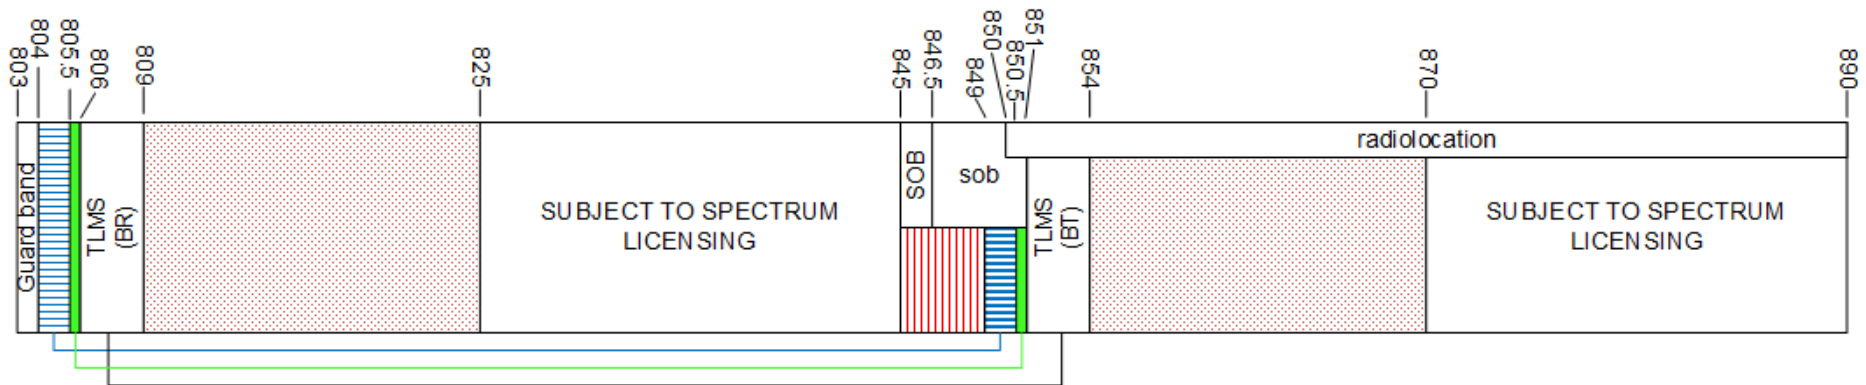 803
804
805.5
806
809
825
845
846.5
849
850
850.5
851
854
870
890
Guard band
TLMS
(BR)
SUBJECT TO SPECTRUM
LICENSING
BOS
sob
radiolocation
TLMS
(BT)
SUBJECT TO SPECTRUM
LICENSING